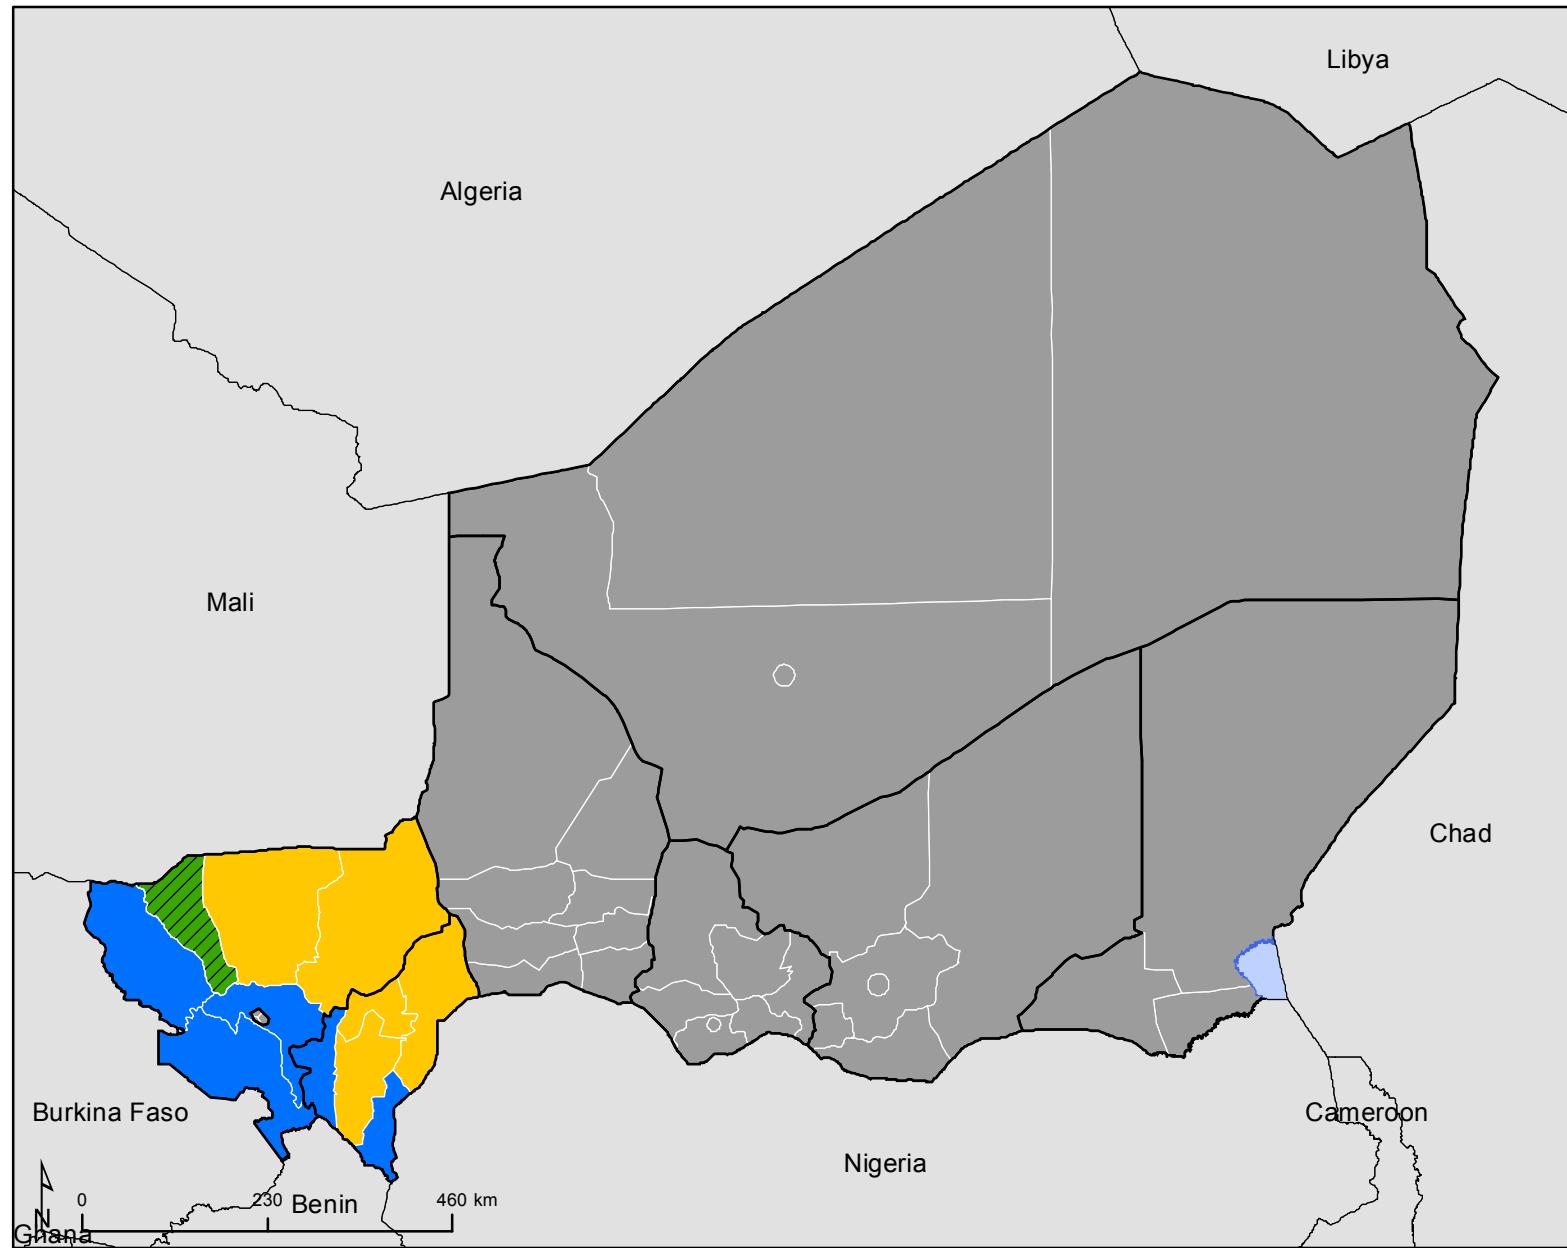 Libya
Algeria
Mali
Chad
Burkina Faso
Cameroon
Nigeria
0 230 460 km
Benin
N
Ghana